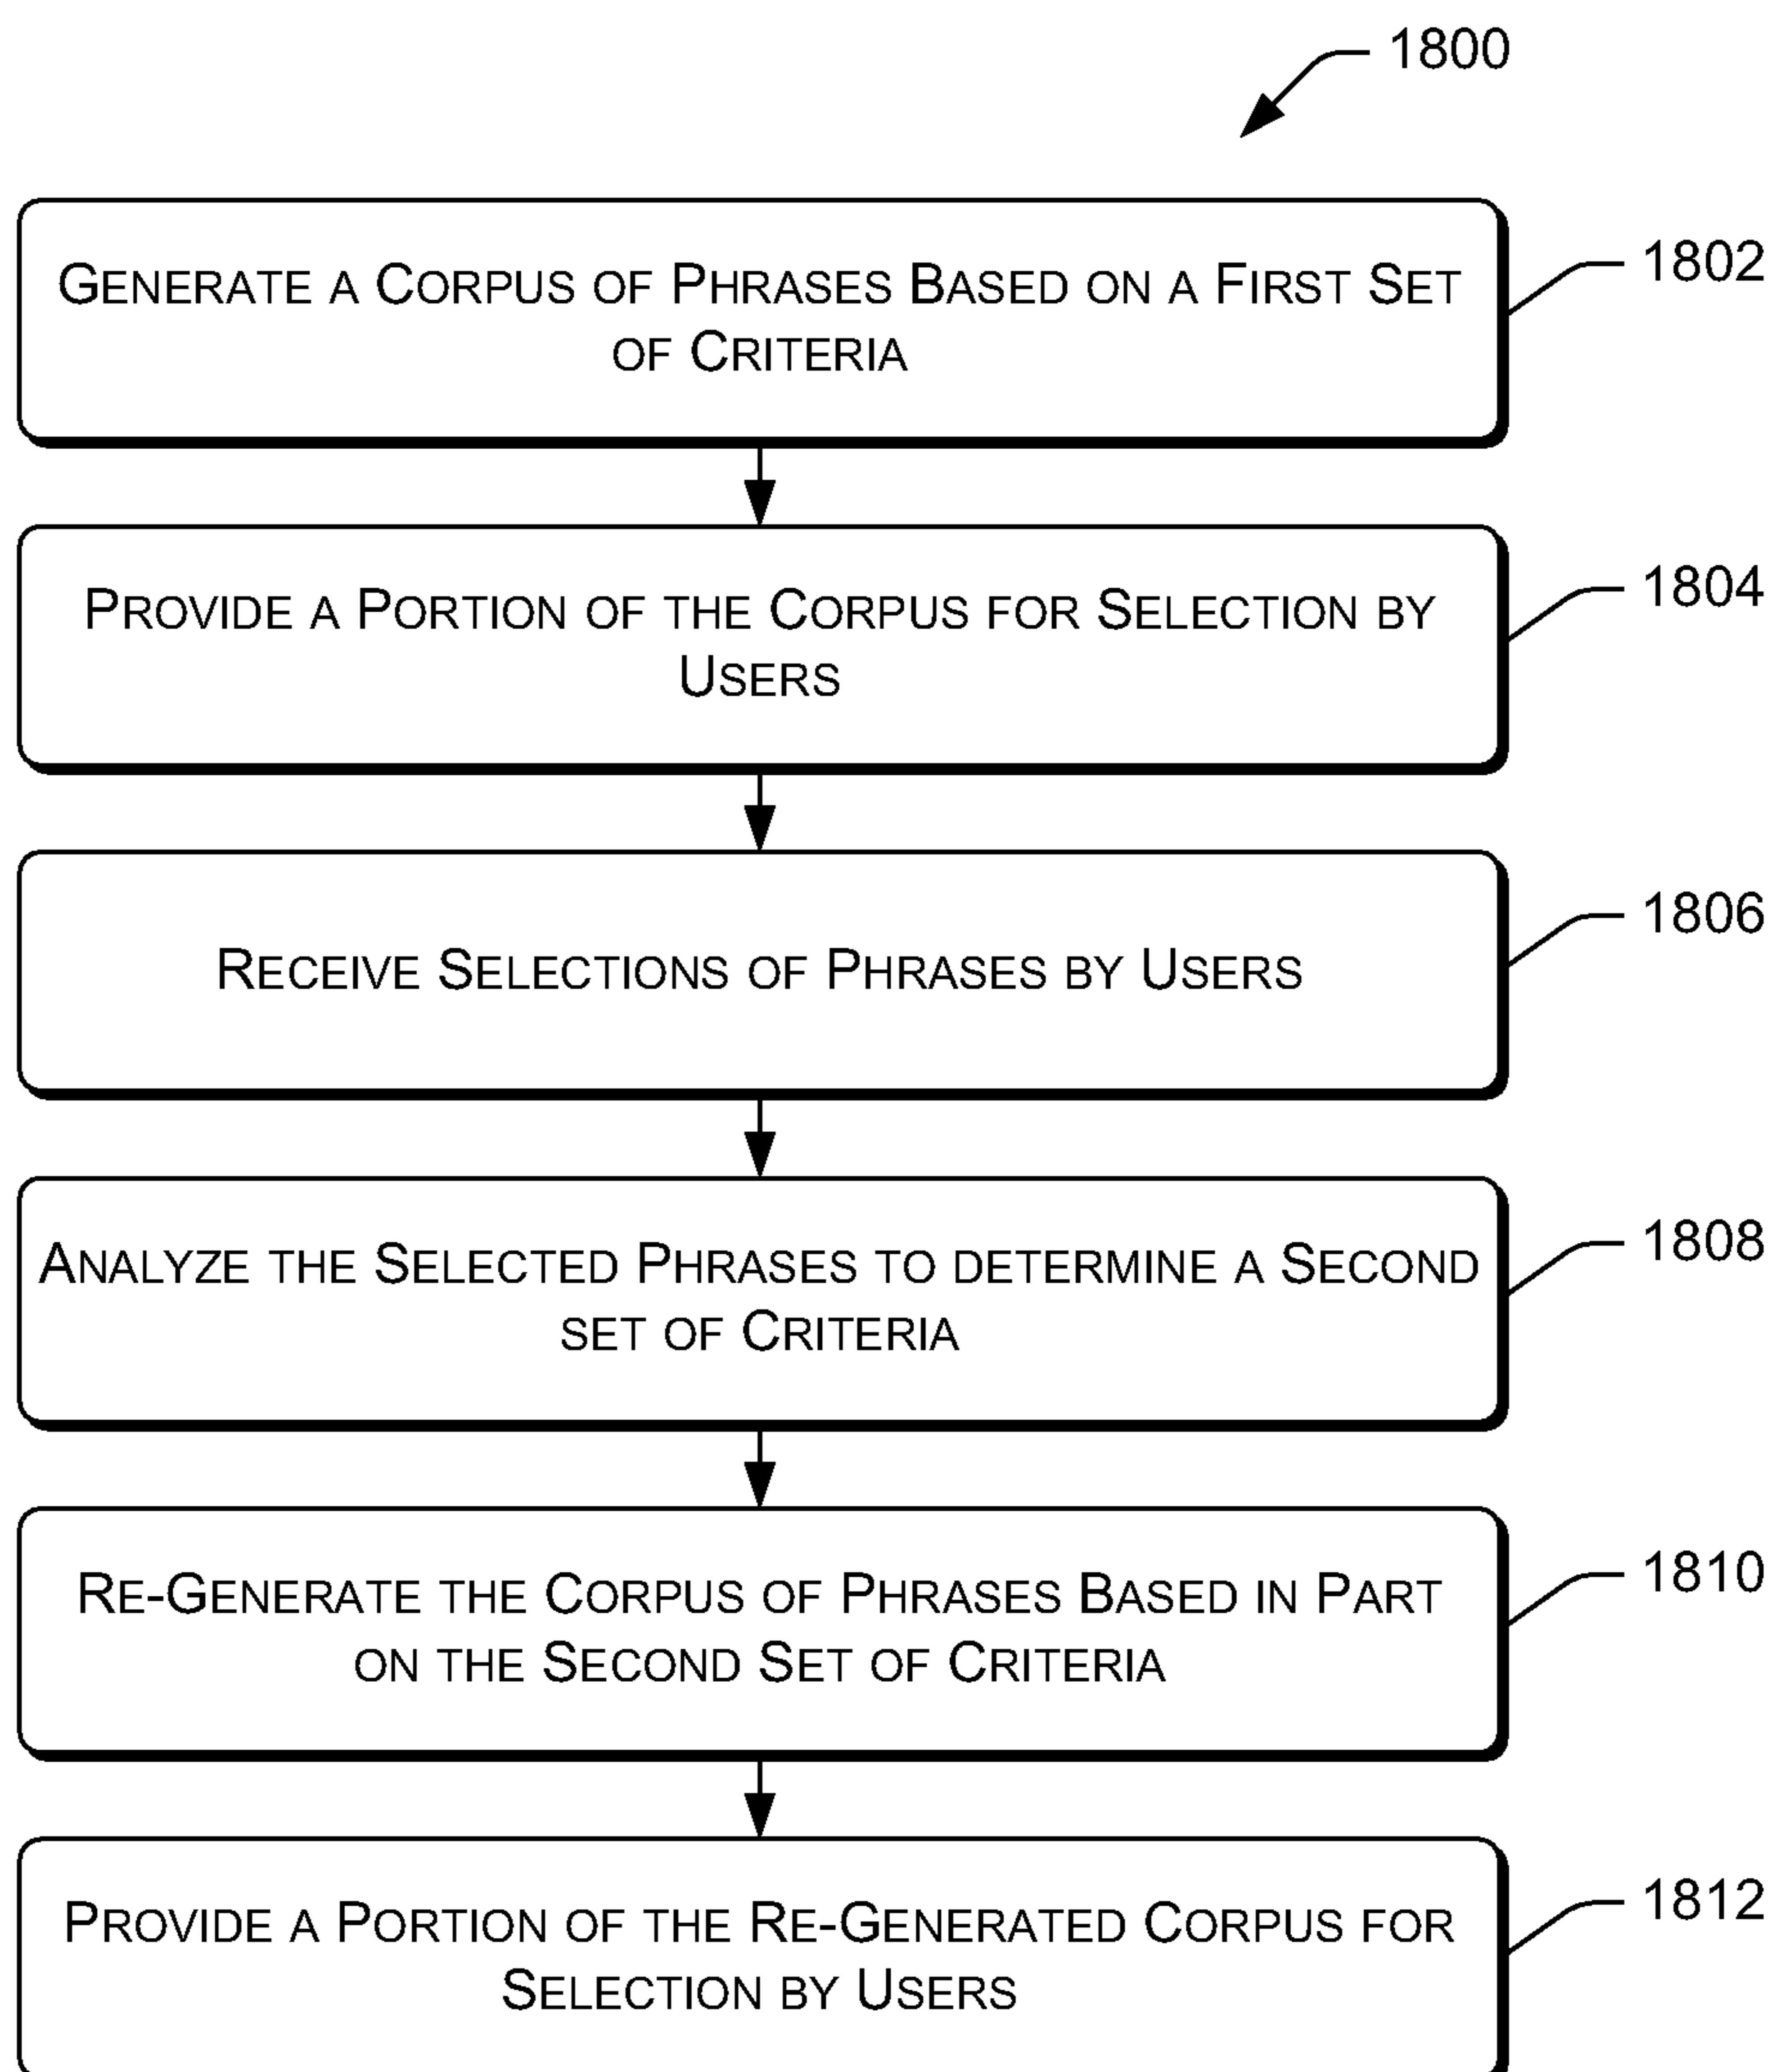 1800
Generate a Corpus of Phrases Based on a First Set
of Criteria
1802
Provide a Portion of the Corpus for Selection by
Users
1804
Receive Selections of Phrases by Users
1806
Analyze the Selected Phrases to determine a Second
set of Criteria
1808
Re-Generate the Corpus of Phrases Based in Part
on the Second Set of Criteria
1810
Provide a Portion of the Re-Generated Corpus for
Selection by Users
1812